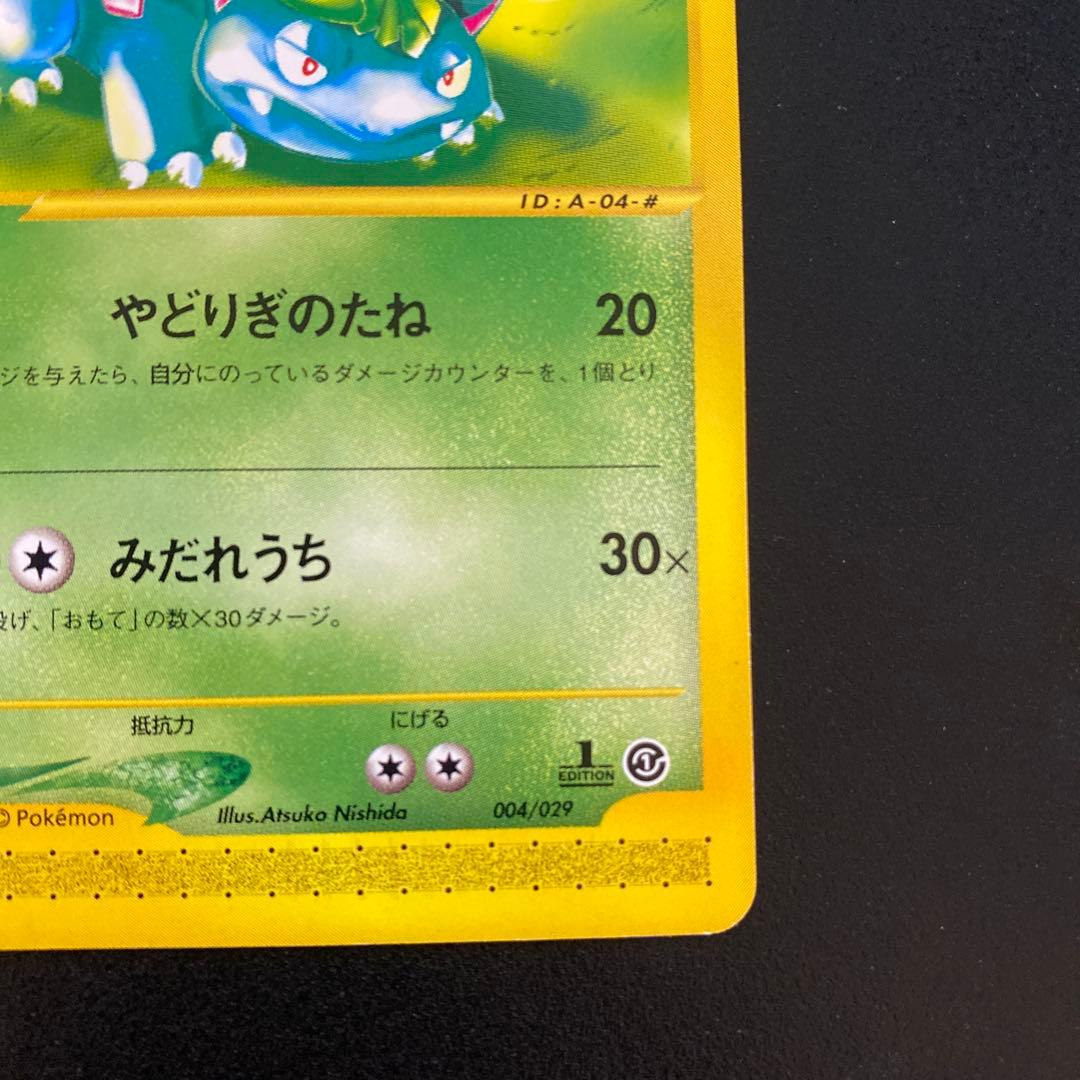 ID:A-04-#
やどりぎのたね 20
ジを与えたら、自分にのっているダメージカウンターを、1個とり
みだれうち 30×
げ、「おもて」の数×30ダメージ。
抵抗力 にげる
1
EDITION
© Pokémon Illus.Atsuko Nishida 004/029